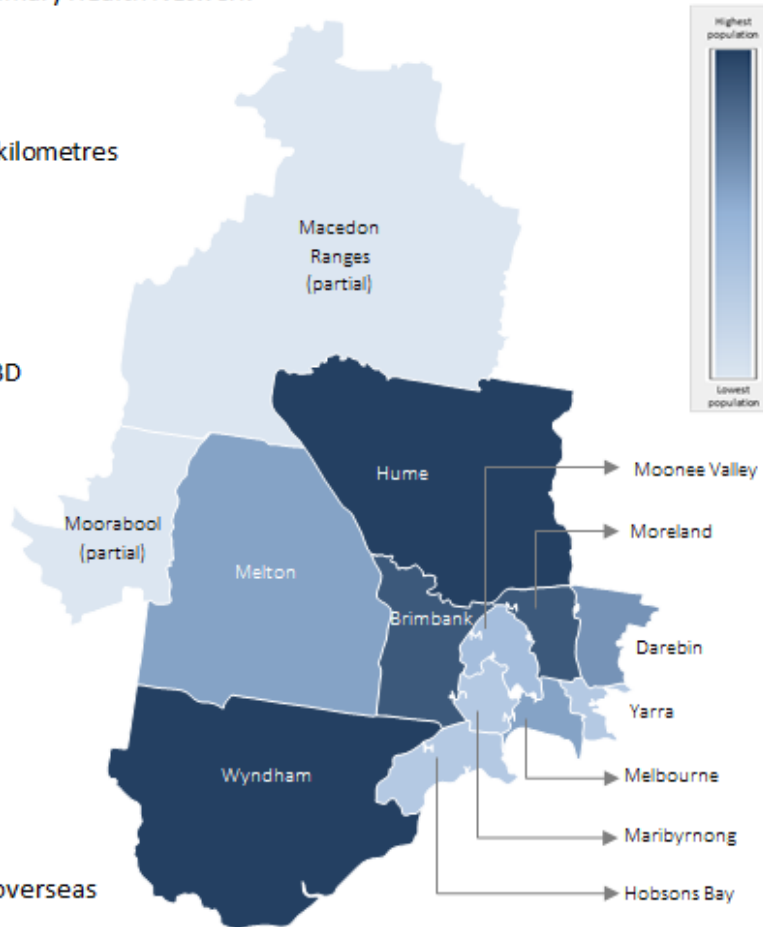 Highest
population
kilometres
Macedon
Ranges
(partial)
Lowest
population
Hume
Moonee Valley
Moorabool
(partial)
Moreland
Melton
Brimbank
Darebin
Yarra
Wyndham
Melbourne
Maribyrnong
overseas
Hobsons Bay